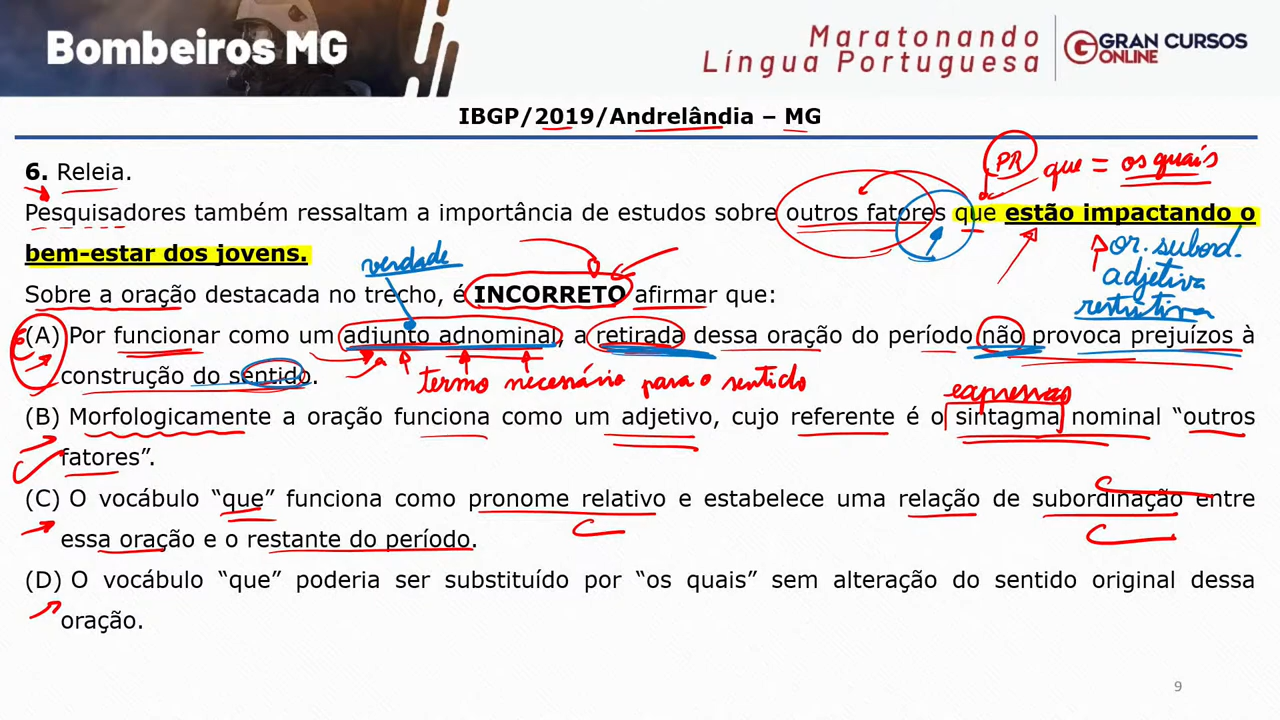 Bombeiros MG
Maratonando
Língua Portuguesa
GRAN CURSOS
ONLINE
IBGP/2019/Andrelândia – MG
6. Releia.
PR
que = os quais
Pesquisadores também ressaltam a importância de estudos sobre outros fatores que estão impactando o
bem-estar dos jovens.
verdade
or. subord.
adjetiva
restritiva
Sobre a oração destacada no trecho, é INCORRETO afirmar que:
(A) Por funcionar como um adjunto adnominal, a retirada dessa oração do período não provoca prejuízos à
construção do sentido.
termo necessário para o sentido
expressão
(B) Morfologicamente a oração funciona como um adjetivo, cujo referente é o sintagma nominal “outros
fatores”.
(C) O vocábulo “que” funciona como pronome relativo e estabelece uma relação de subordinação entre
essa oração e o restante do período.
(D) O vocábulo “que” poderia ser substituído por “os quais” sem alteração do sentido original dessa
oração.
9